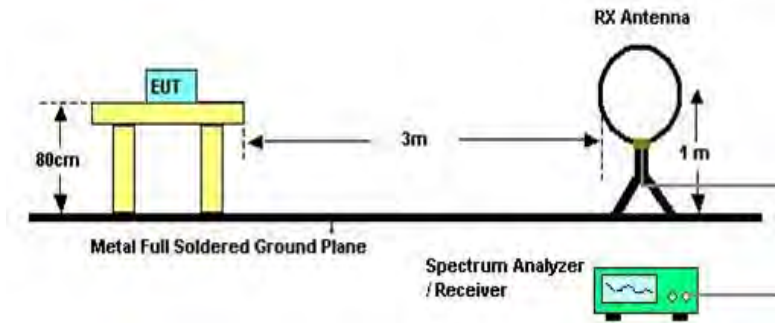 RX Antenna
EUT
3m
80cm
1 m
Metal Full Soldered Ground Plane
Spectrum Analyzer
/ Receiver